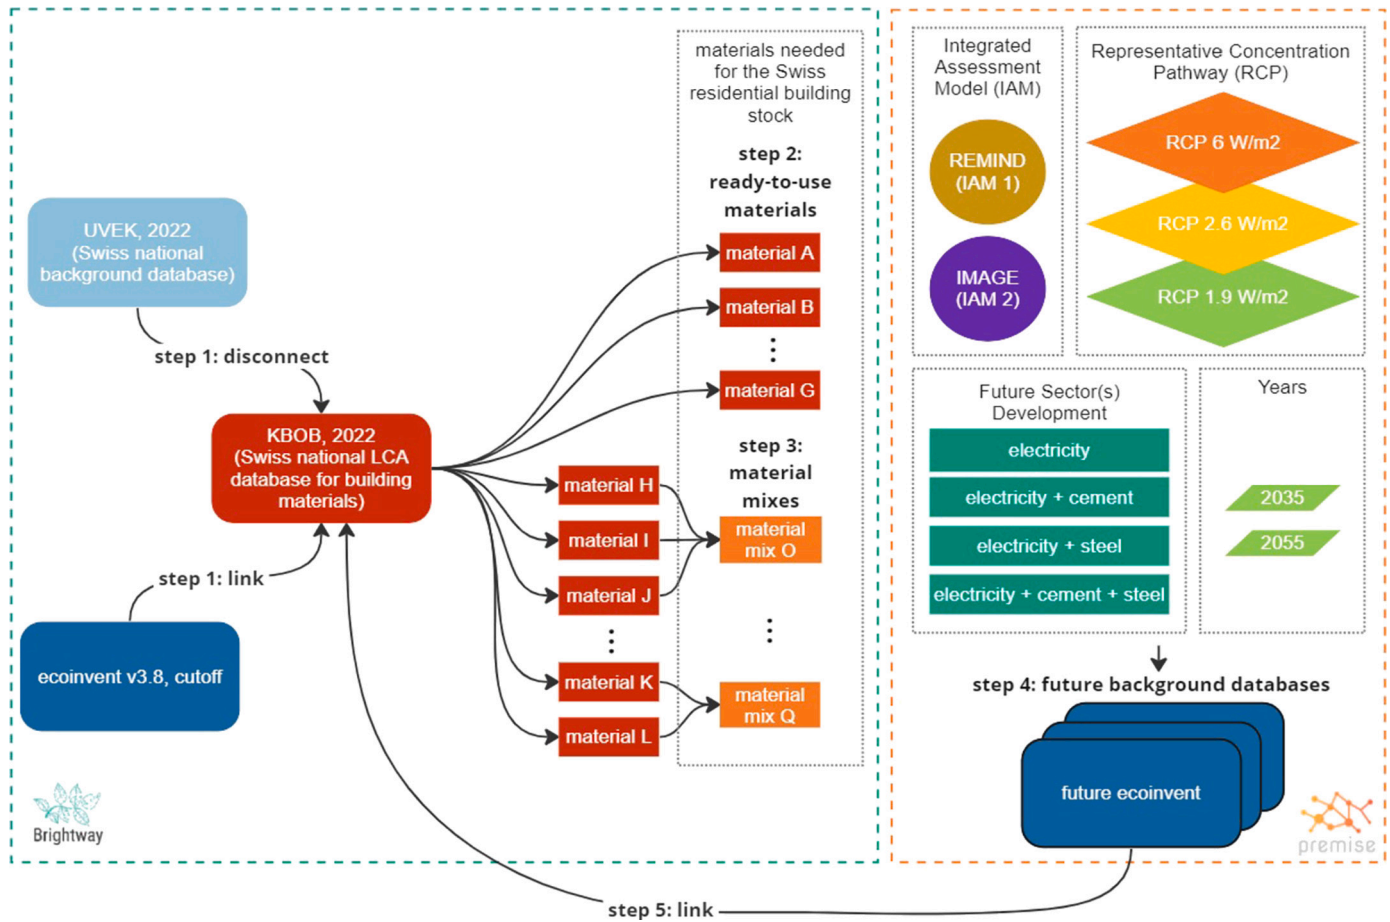 UVEK, 2022
(Swiss national
background database)
step 1: disconnect
KBOB, 2022
(Swiss national LCA
database for building
materials)
step 1: link
ecoinvent v3.8, cutoff
Brightway
materials needed
for the Swiss
residential building
stock
step 2:
ready-to-use
materials
material A
material B
material G
step 3:
material
mixes
material H
material I
material J
material K
material L
material
mix O
material
mix Q
Integrated
Assessment
Model (IAM)
REMIND
(IAM 1)
IMAGE
(IAM 2)
Representative Concentration
Pathway (RCP)
RCP 6 W/m2
RCP 2.6 W/m2
RCP 1.9 W/m2
Future Sector(s)
Development
electricity
electricity + cement
electricity + steel
electricity + cement + steel
Years
2035
2055
step 4: future background databases
future ecoinvent
premise
step 5: link